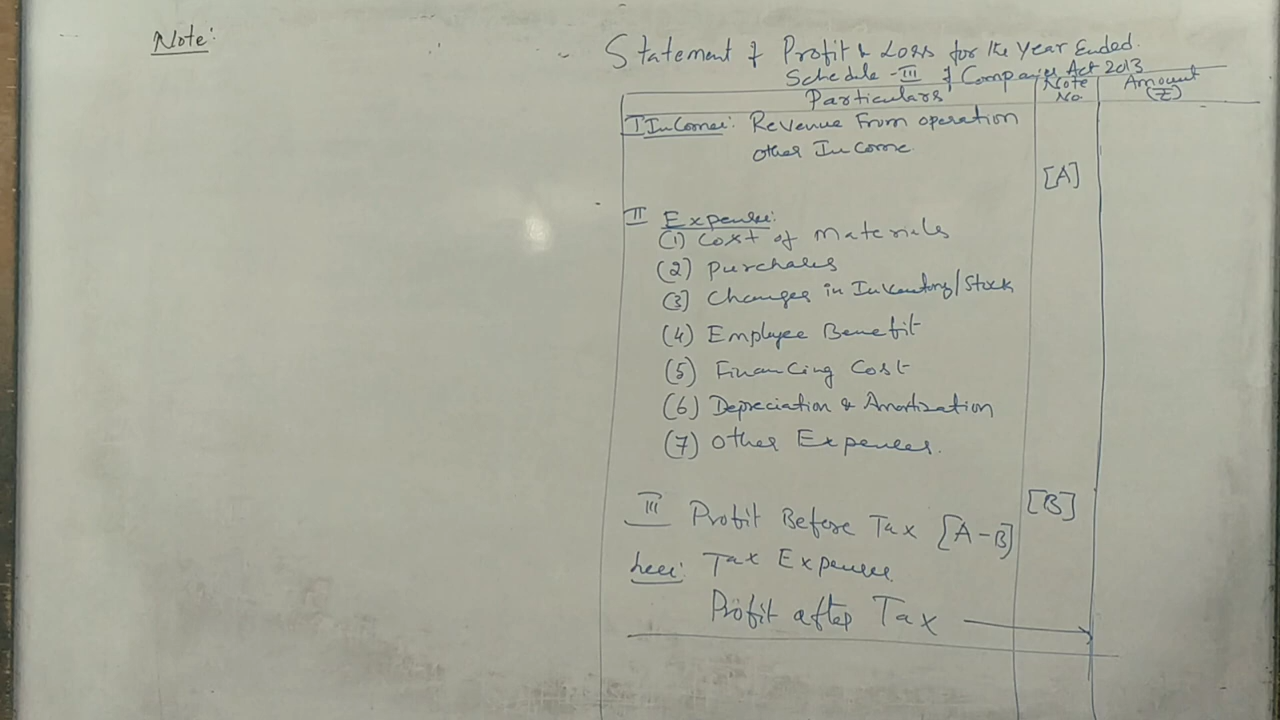 Note:
Statement of Profit & Loss for the Year Ended.
Schedule-III of Companies Act 2013
Particulars
Note No.
Amount (₹)
I Income: Revenue From operation
other Income
[A]
II Expense:
(1) Cost of Materials
(2) Purchases
(3) Changes in Inventory/Stock
(4) Employee Benefit
(5) Financing Cost
(6) Depreciation & Amortization
(7) Other Expenses.
[B]
III Profit Before Tax [A-B]
Less: Tax Expense
Profit after Tax